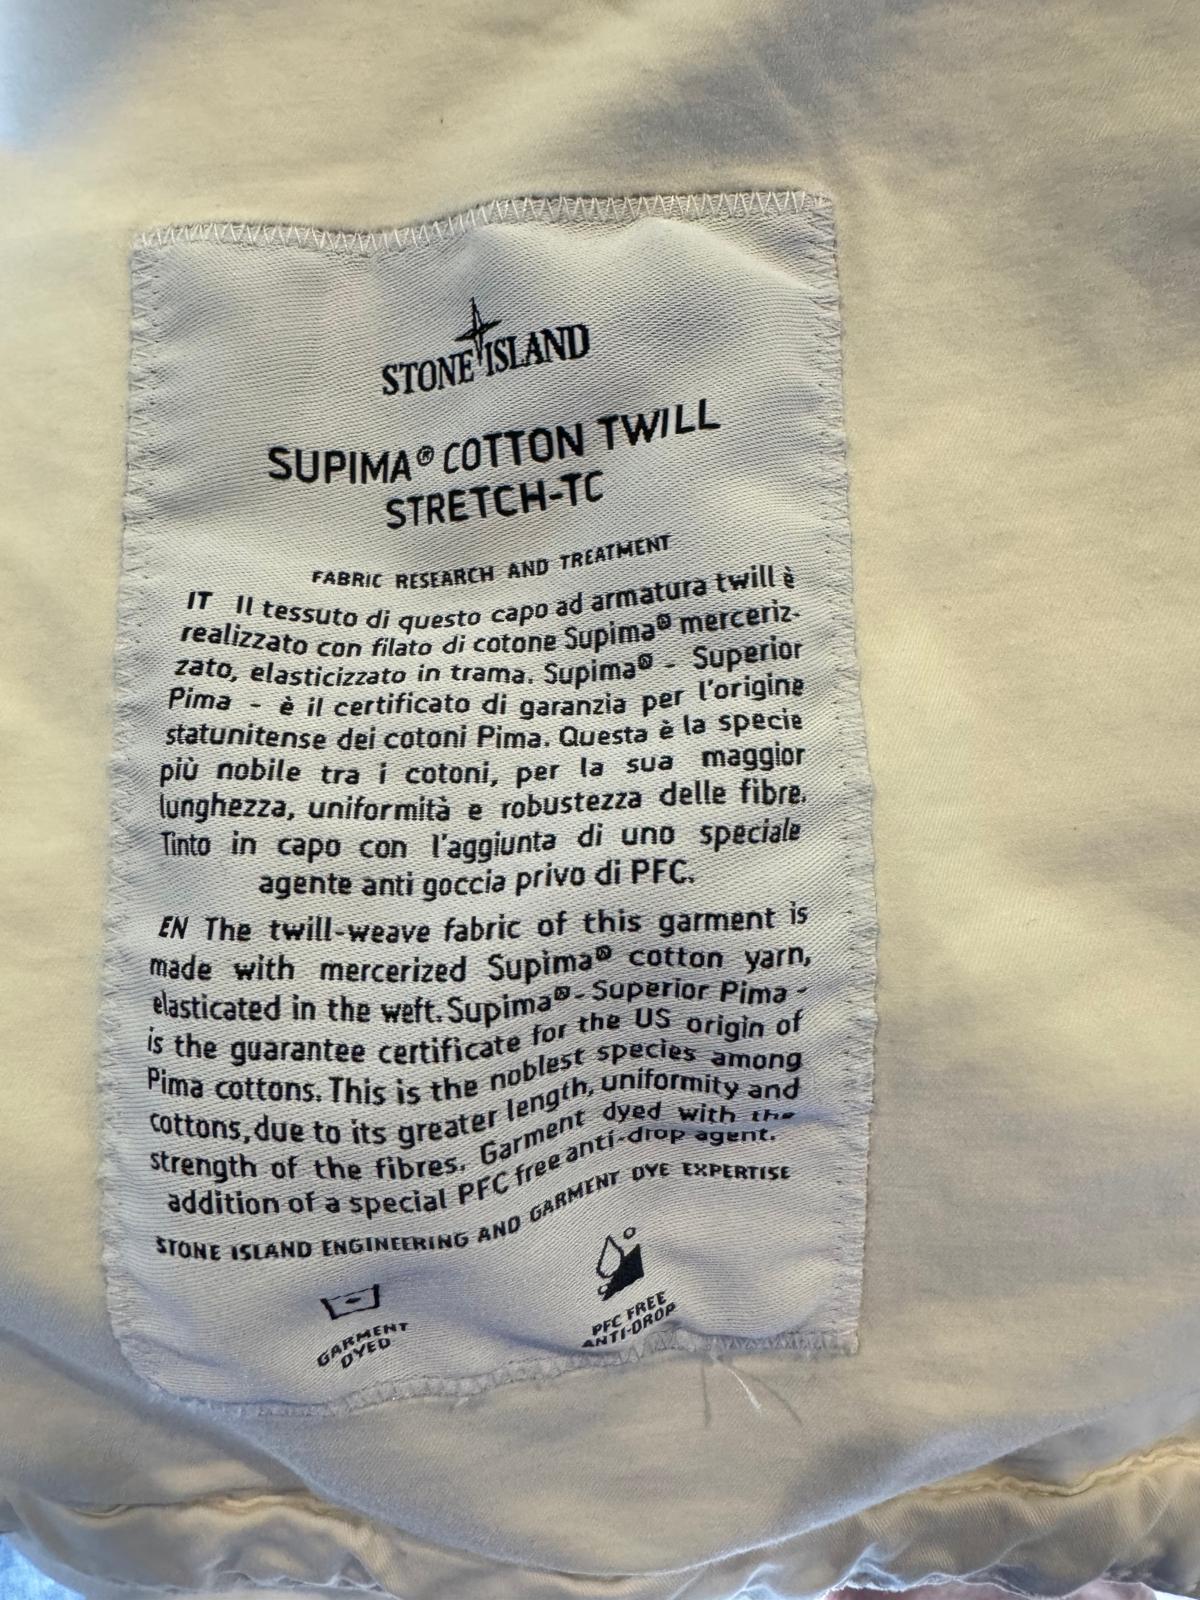 STONE ISLAND
SUPIMA® COTTON TWILL
STRETCH-TC
FABRIC RESEARCH AND TREATMENT
IT Il tessuto di questo capo ad armatura twill è
realizzato con filato di cotone Supima® merceriz-
zato, elasticizzato in trama. Supima® - Superior
Pima - è il certificato di garanzia per l'origine
statunitense dei cotoni Pima. Questa è la specie
più nobile tra i cotoni, per la sua maggior
lunghezza, uniformità e robustezza delle fibre.
Tinto in capo con l'aggiunta di uno speciale
agente anti goccia privo di PFC.
EN The twill-weave fabric of this garment is
made with mercerized Supima® cotton yarn,
elasticated in the weft. Supima® - Superior Pima -
is the guarantee certificate for the US origin of
Pima cottons. This is the noblest species among
cottons, due to its greater length, uniformity and
strength of the fibres. Garment dyed with the
addition of a special PFC free anti-drop agent.
STONE ISLAND ENGINEERING AND GARMENT DYE EXPERTISE
GARMENT
DYED
PFC FREE
ANTI-DROP